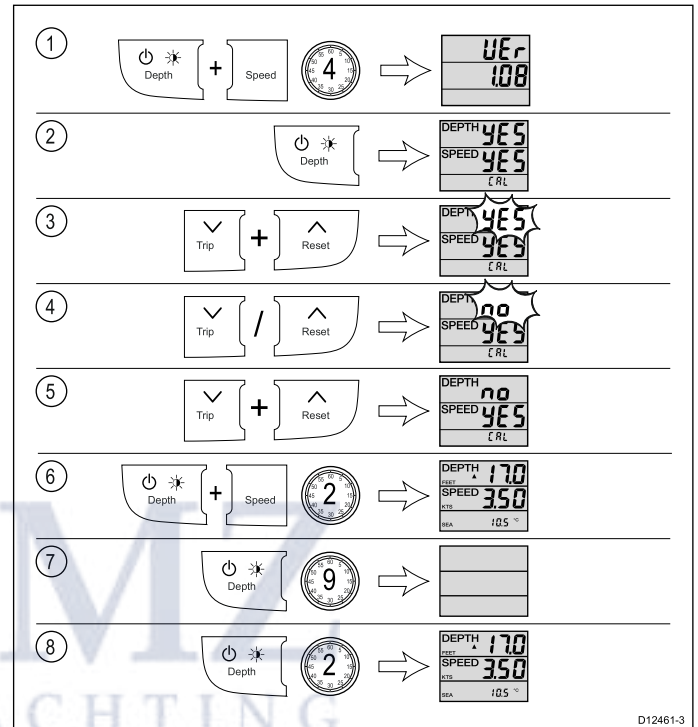 1
Depth + Speed 4 VEr
1.08
2
Depth DEPTH YES
SPEED YES
CAL
3
Trip + Reset DEPTH YES
SPEED YES
CAL
4
Trip / Reset DEPTH no
SPEED YES
CAL
5
Trip + Reset DEPTH no
SPEED YES
CAL
6
Depth + Speed 2 DEPTH 17.0
FEET
SPEED 3.50
KTS
SEA 10.5 °C
7
Depth 9
8
Depth 2 DEPTH 17.0
FEET
SPEED 3.50
KTS
SEA 10.5 °C
MZ
ACHTING
D12461-3